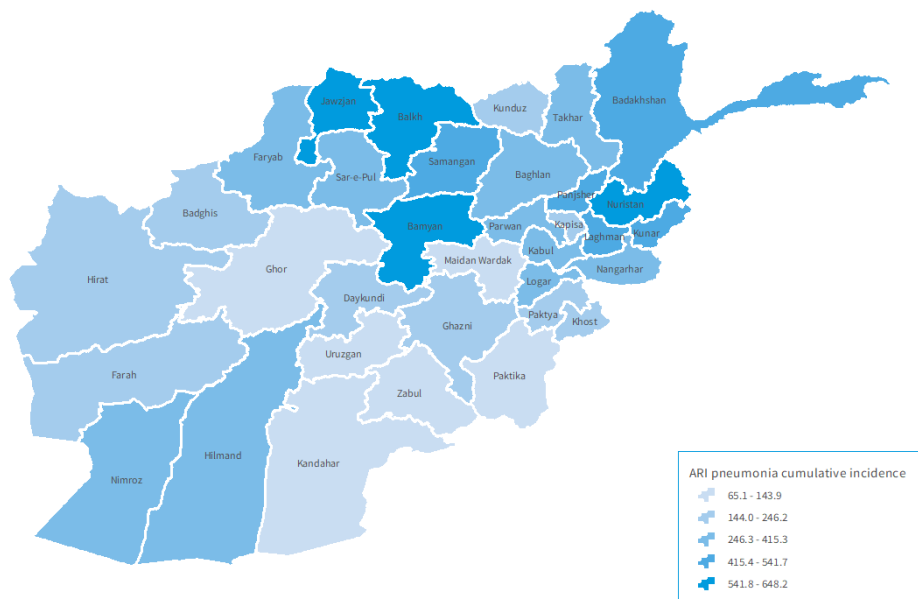 Jawzjan
Balkh
Kunduz
Takhar
Badakhshan
Faryab
Sar-e-Pul
Samangan
Baghlan
Panjsher
Nuristan
Badghis
Bamyan
Parwan
Kapisa
Laghman
Kunar
Hirat
Ghor
Maidan Wardak
Kabul
Nangarhar
Daykundi
Logar
Ghazni
Paktya
Khost
Uruzgan
Farah
Zabul
Paktika
Hilmand
Kandahar
Nimroz
ARI pneumonia cumulative incidence
65.1 - 143.9
144.0 - 246.2
246.3 - 415.3
415.4 - 541.7
541.8 - 648.2